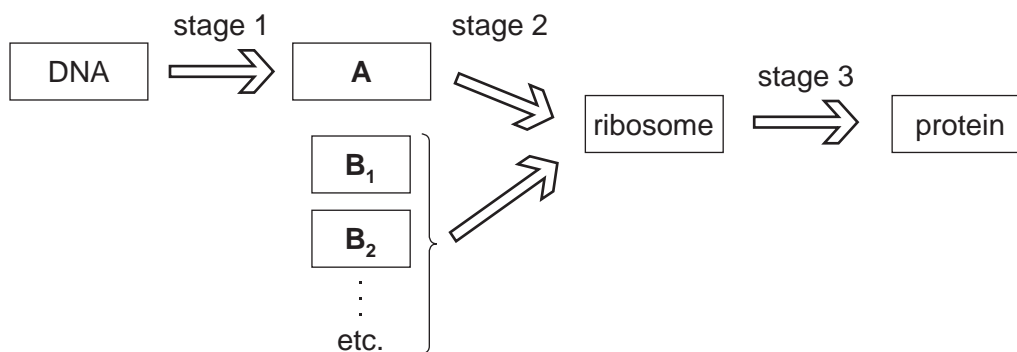 stage 1
stage 2
DNA
A
stage 3
ribosome
protein
B₁
B₂
etc.